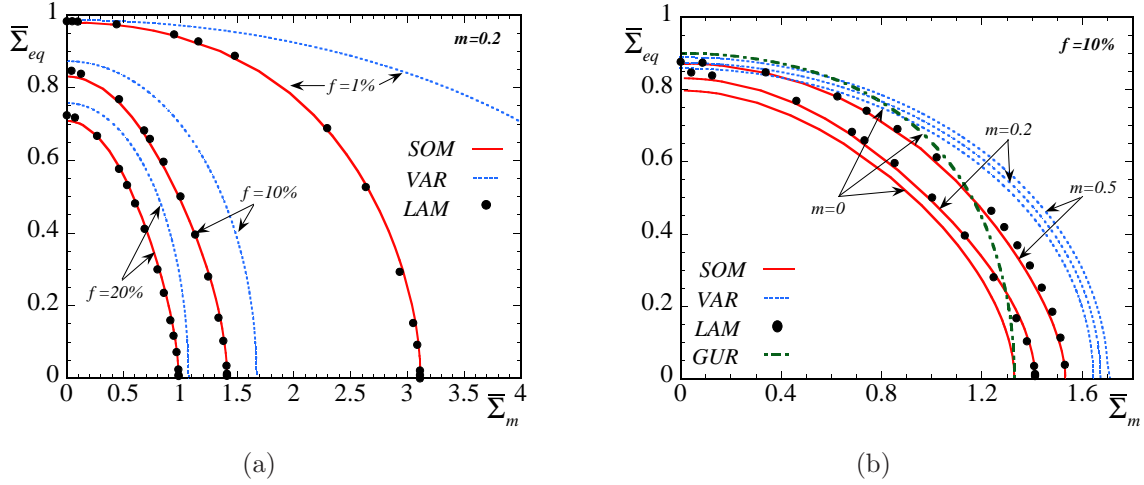 1
Σ̅eq
0.8
0.6
0.4
0.2
0
0
0.5
1
1.5
2
2.5
3
3.5
4
Σ̅m
m=0.2
f=1%
SOM
VAR
LAM
f=10%
f=20%
(a)
1
Σ̅eq
0.8
0.6
0.4
0.2
0
0
0.4
0.8
1.2
1.6
Σ̅m
f=10%
m=0.2
m=0.5
m=0
SOM
VAR
LAM
GUR
(b)